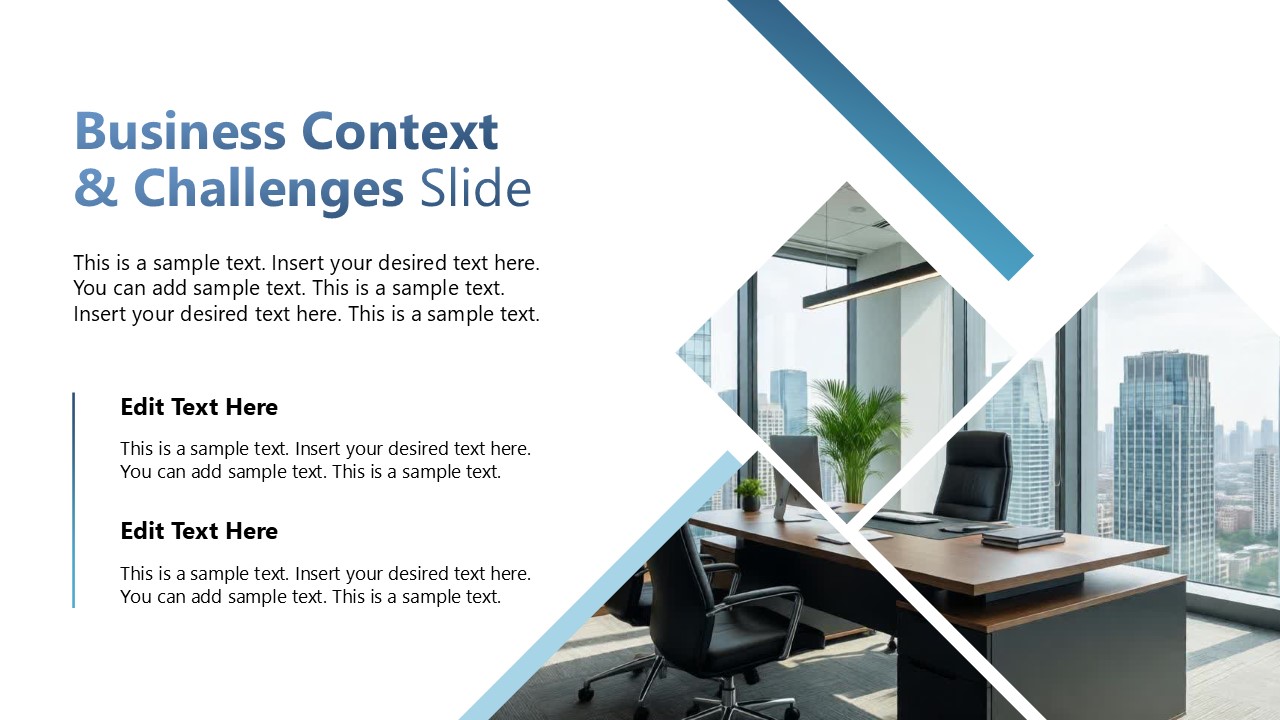 Business Context
& Challenges Slide
This is a sample text. Insert your desired text here.
You can add sample text. This is a sample text.
Insert your desired text here. This is a sample text.
Edit Text Here
This is a sample text. Insert your desired text here.
You can add sample text. This is a sample text.
Edit Text Here
This is a sample text. Insert your desired text here.
You can add sample text. This is a sample text.